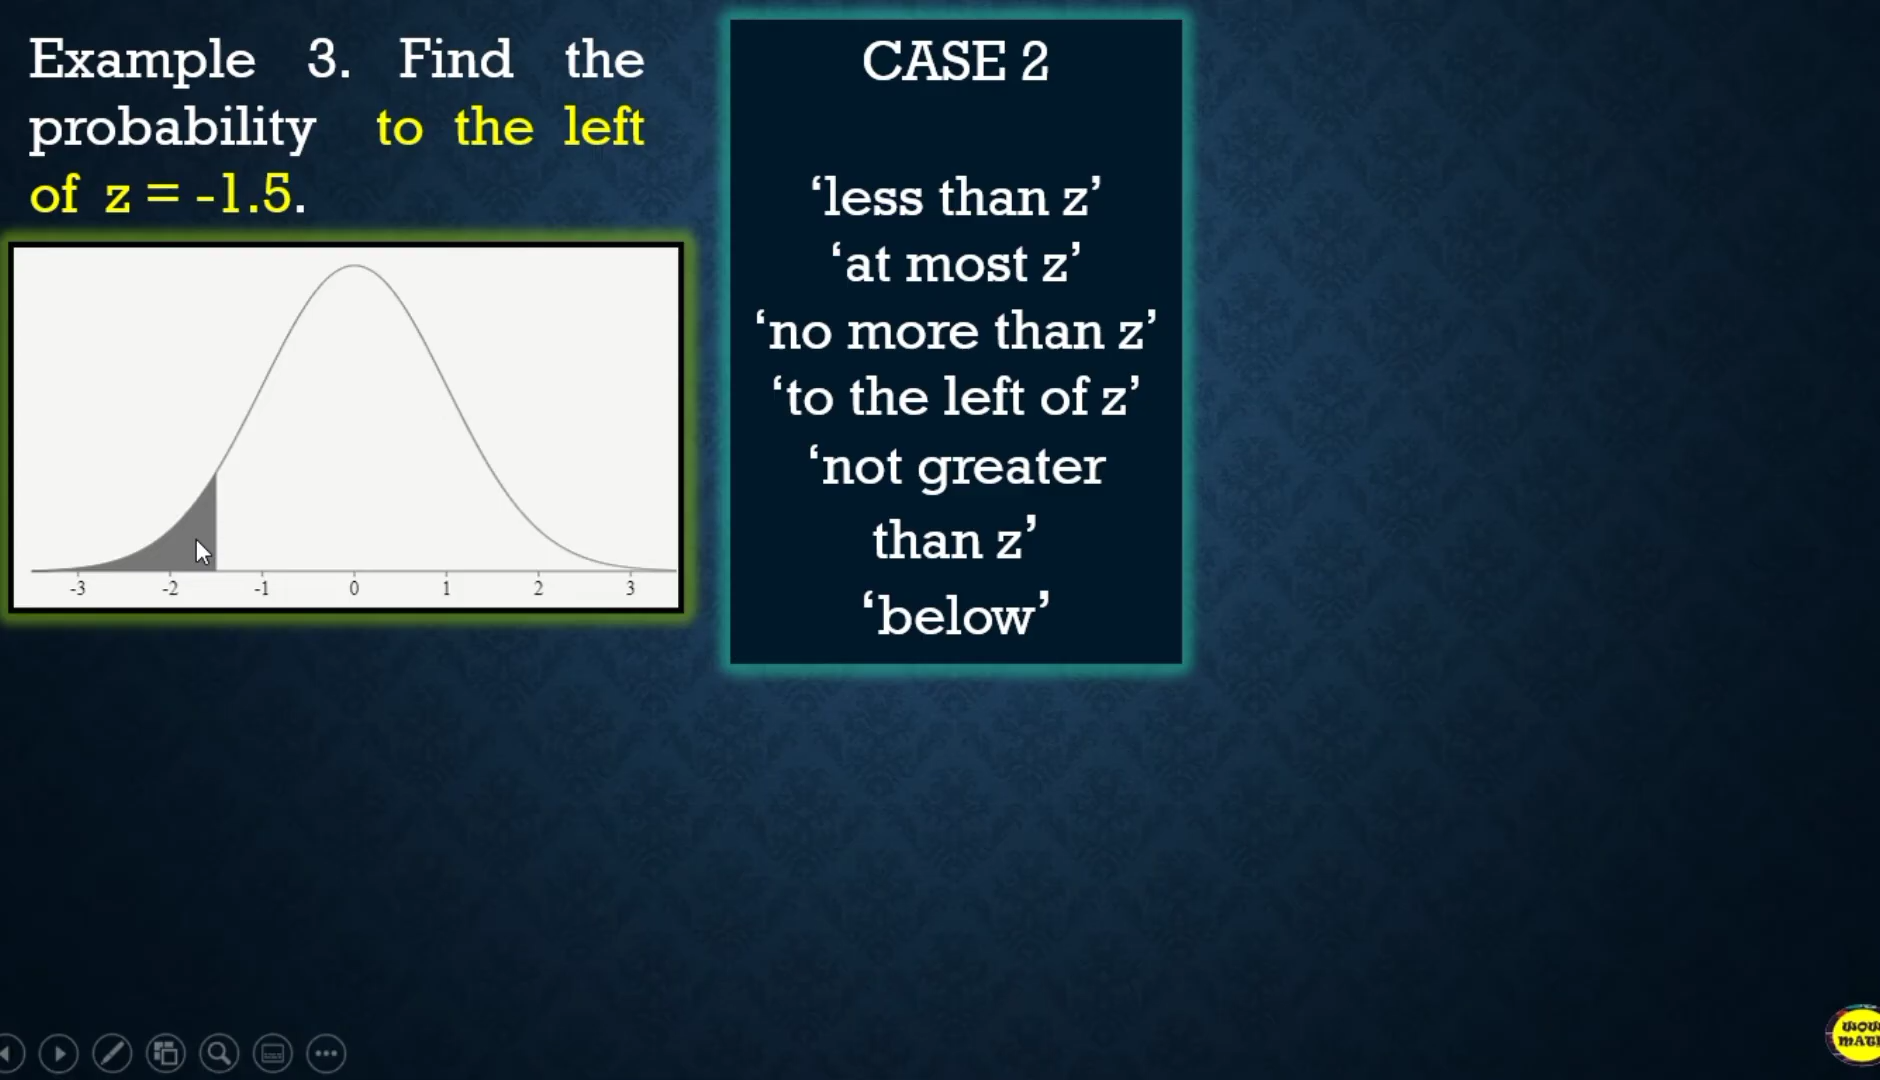 Example 3. Find the
probability to the left
of z = -1.5.
CASE 2
‘less than z’
‘at most z’
‘no more than z’
‘to the left of z’
‘not greater
than z’
‘below’
-3 -2 -1 0 1 2 3
WOW